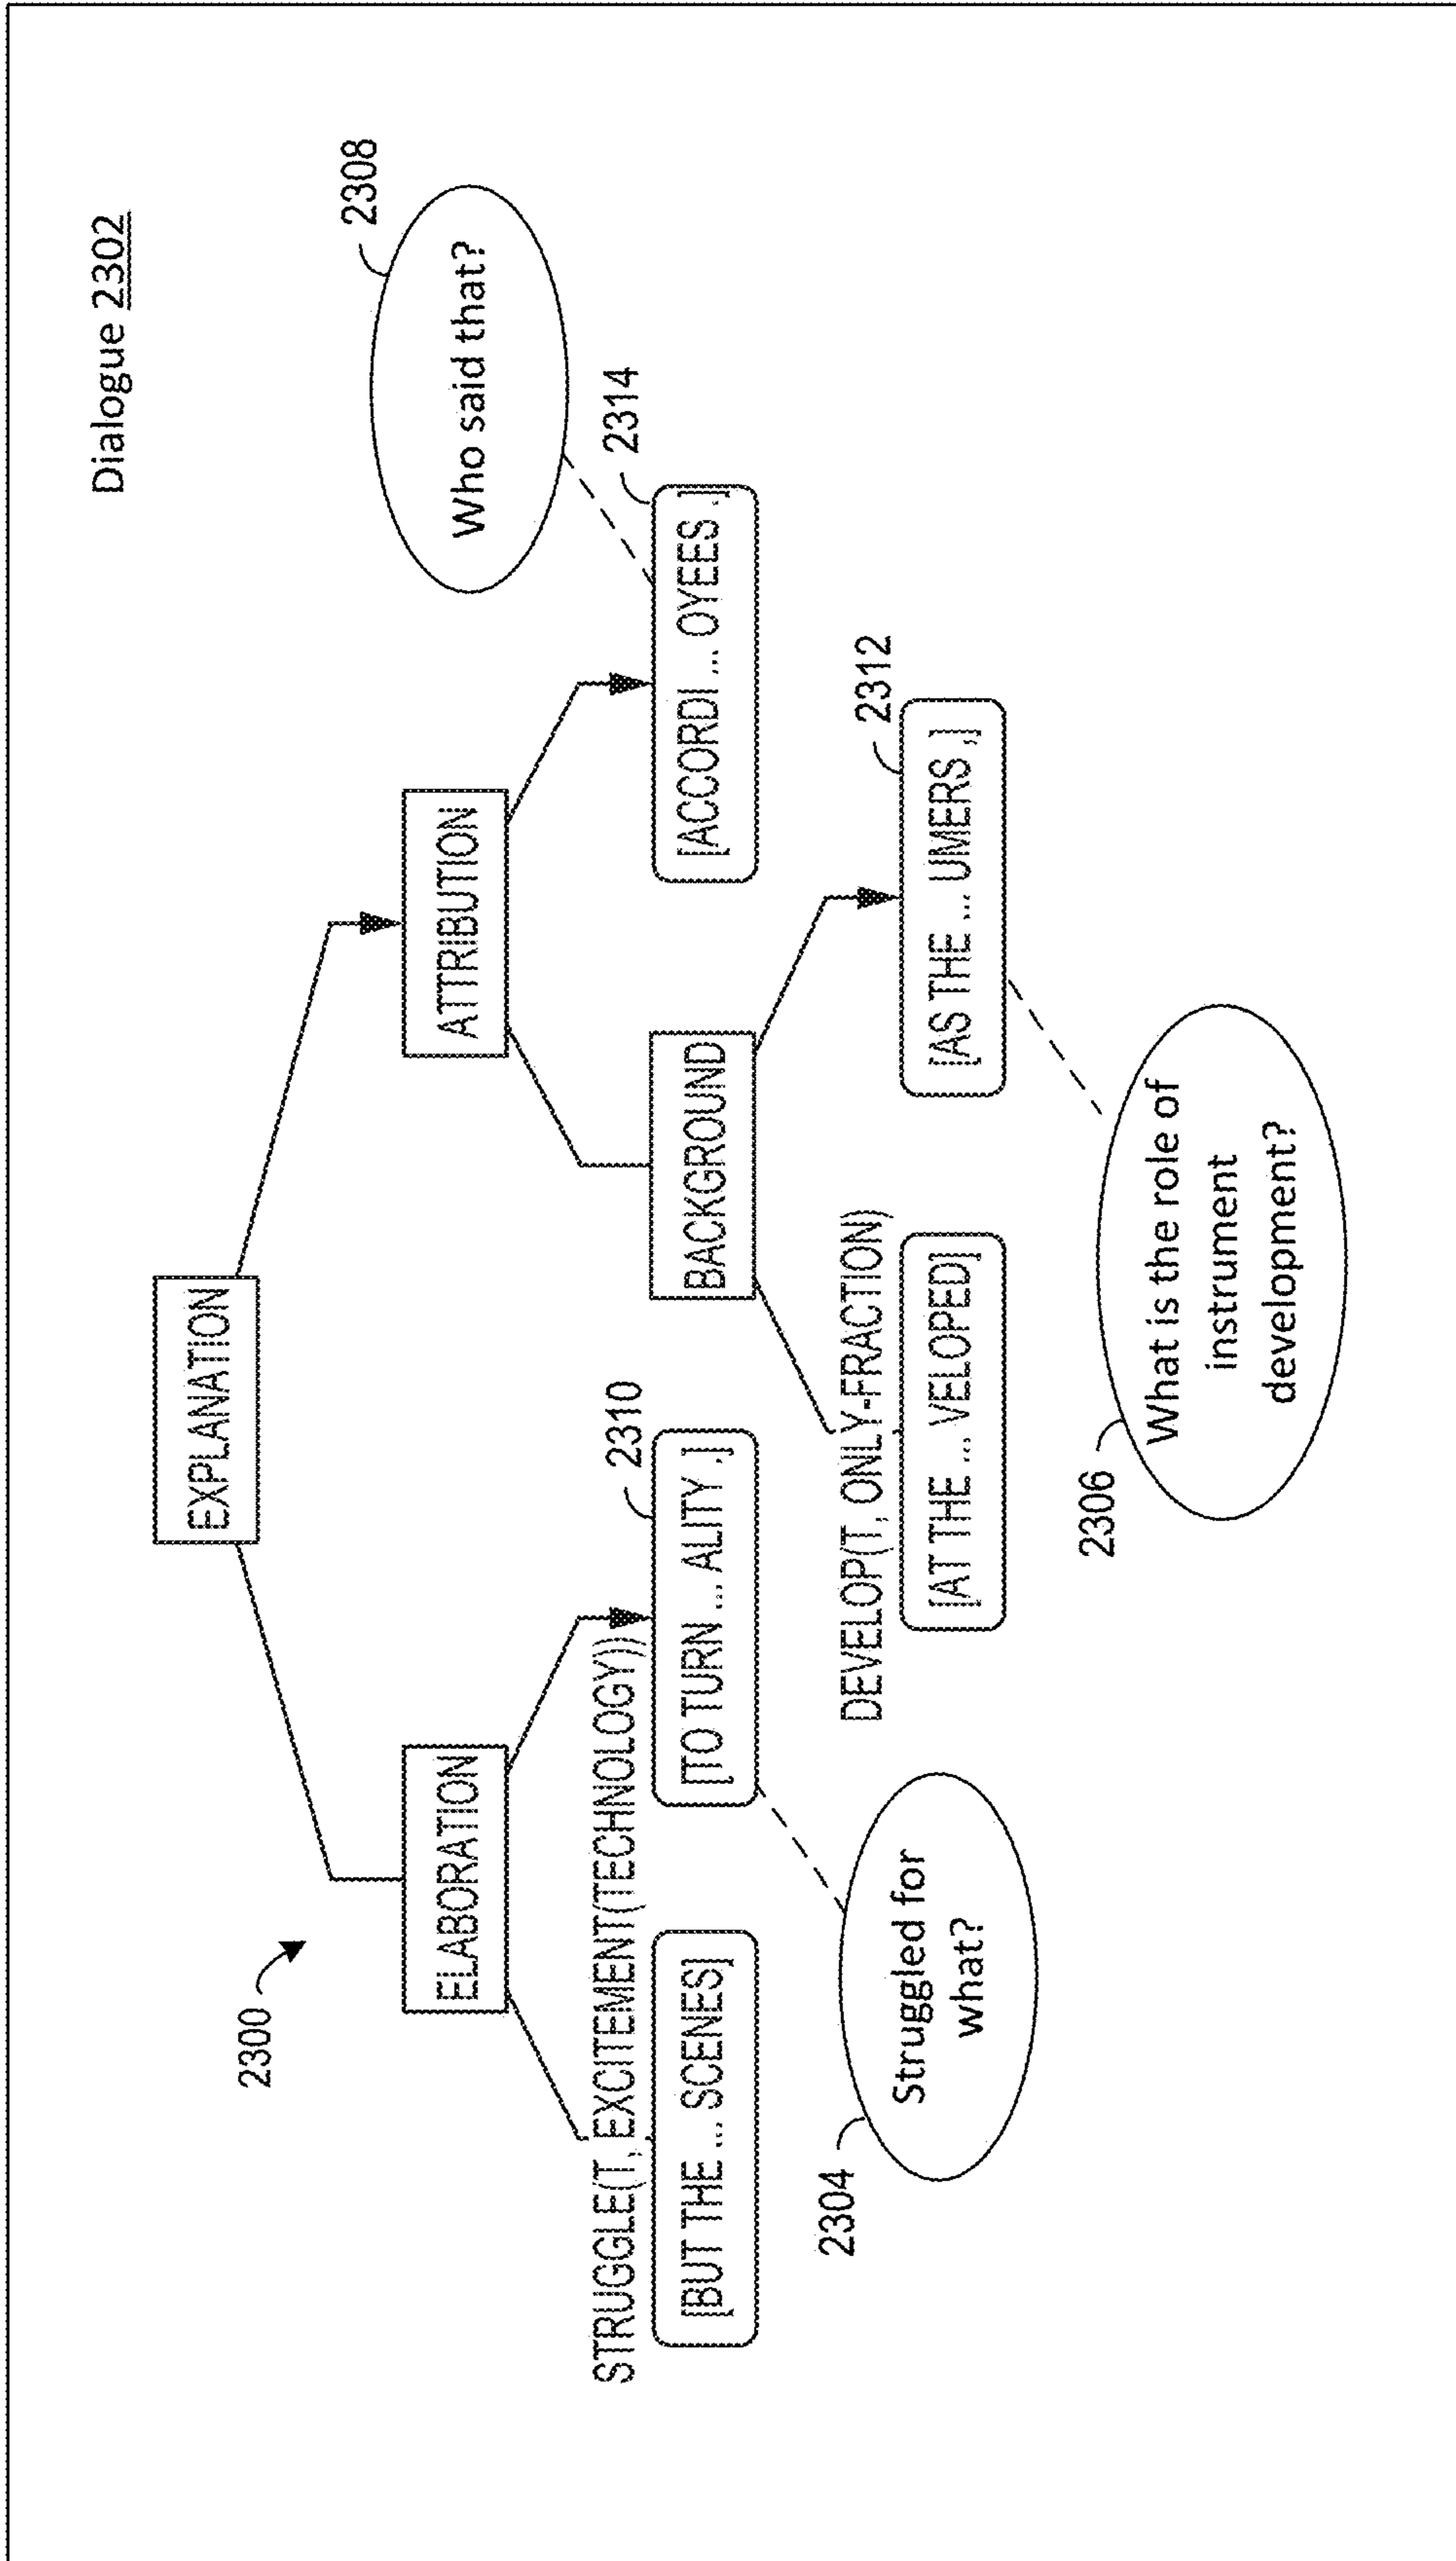 Dialogue 2302
2300
EXPLANATION
2308
Who said that?
ELABORATION
ATTRIBUTION
STRUGGLE(T, EXCITEMENT(TECHNOLOGY))
2310
2314
[BUT THE ... SCENES]
[TO TURN ... ALITY ,]
BACKGROUND
[ACCORDI ... OYEES ,]
2304
Struggled for
what?
DEVELOP(T, ONLY-FRACTION)
2312
[AT THE ... VELOPED]
[AS THE ... UMERS ,]
2306
What is the role of
instrument
development?